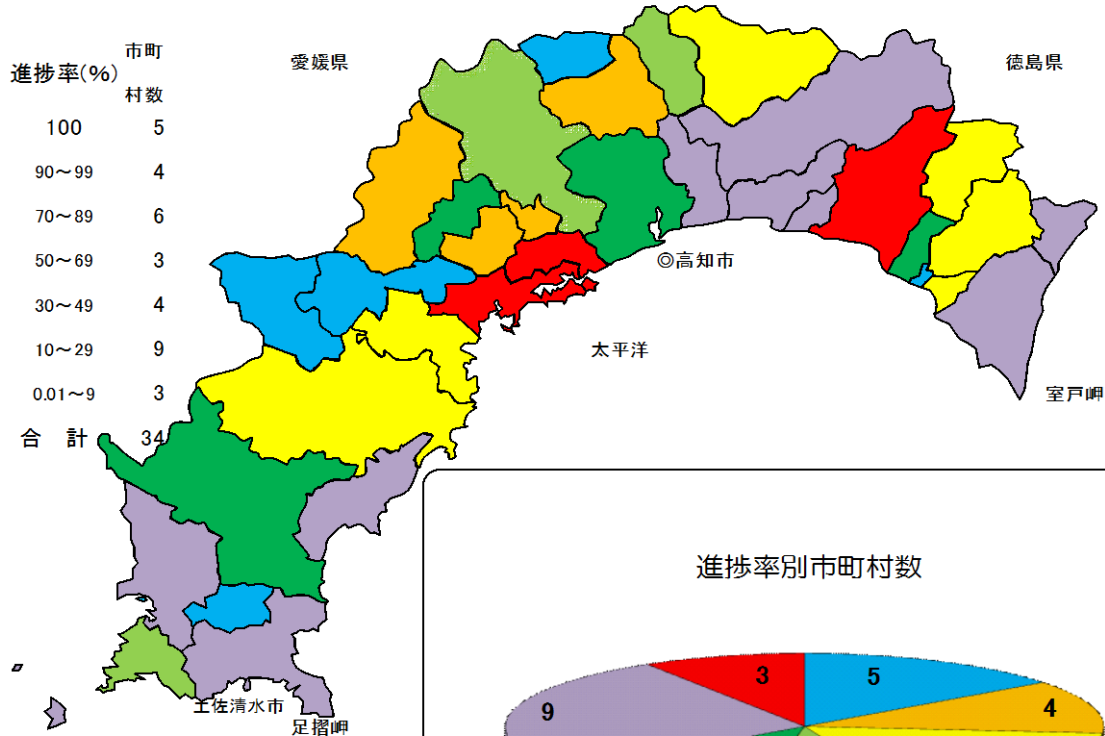 市町
進捗率(%)
村数
100 5
90～99 4
70～89 6
50～69 3
30～49 4
10～29 9
0.01～9 3
合 計 34
愛媛県
徳島県
◎高知市
太平洋
室戸岬
土佐清水市
足摺岬
進捗率別市町村数
3
5
9
4